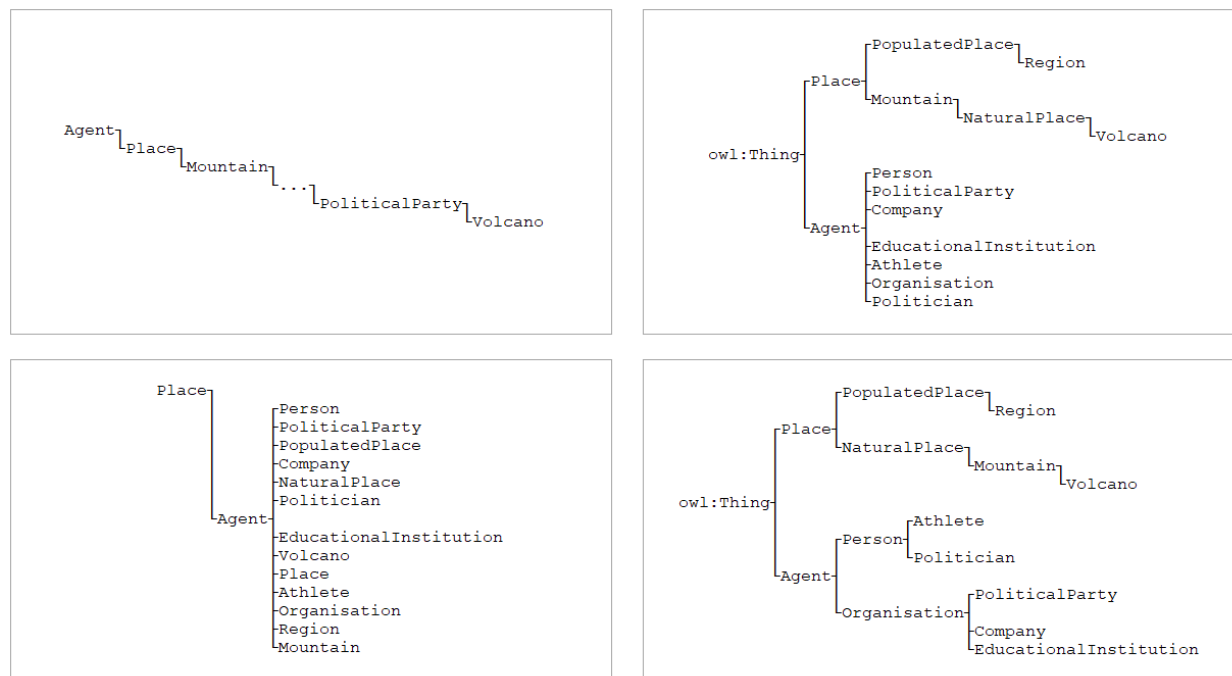 Agent
Place
Mountain
...
PoliticalParty
Volcano
PopulatedPlace
Region
Place
Mountain
NaturalPlace
Volcano
owl:Thing
Person
PoliticalParty
Company
Agent
EducationalInstitution
Athlete
Organisation
Politician
Place
Person
PoliticalParty
PopulatedPlace
Company
NaturalPlace
Politician
Agent
EducationalInstitution
Volcano
Place
Athlete
Organisation
Region
Mountain
PopulatedPlace
Region
Place
NaturalPlace
Mountain
Volcano
owl:Thing
Athlete
Person
Politician
Agent
PoliticalParty
Organisation
Company
EducationalInstitution